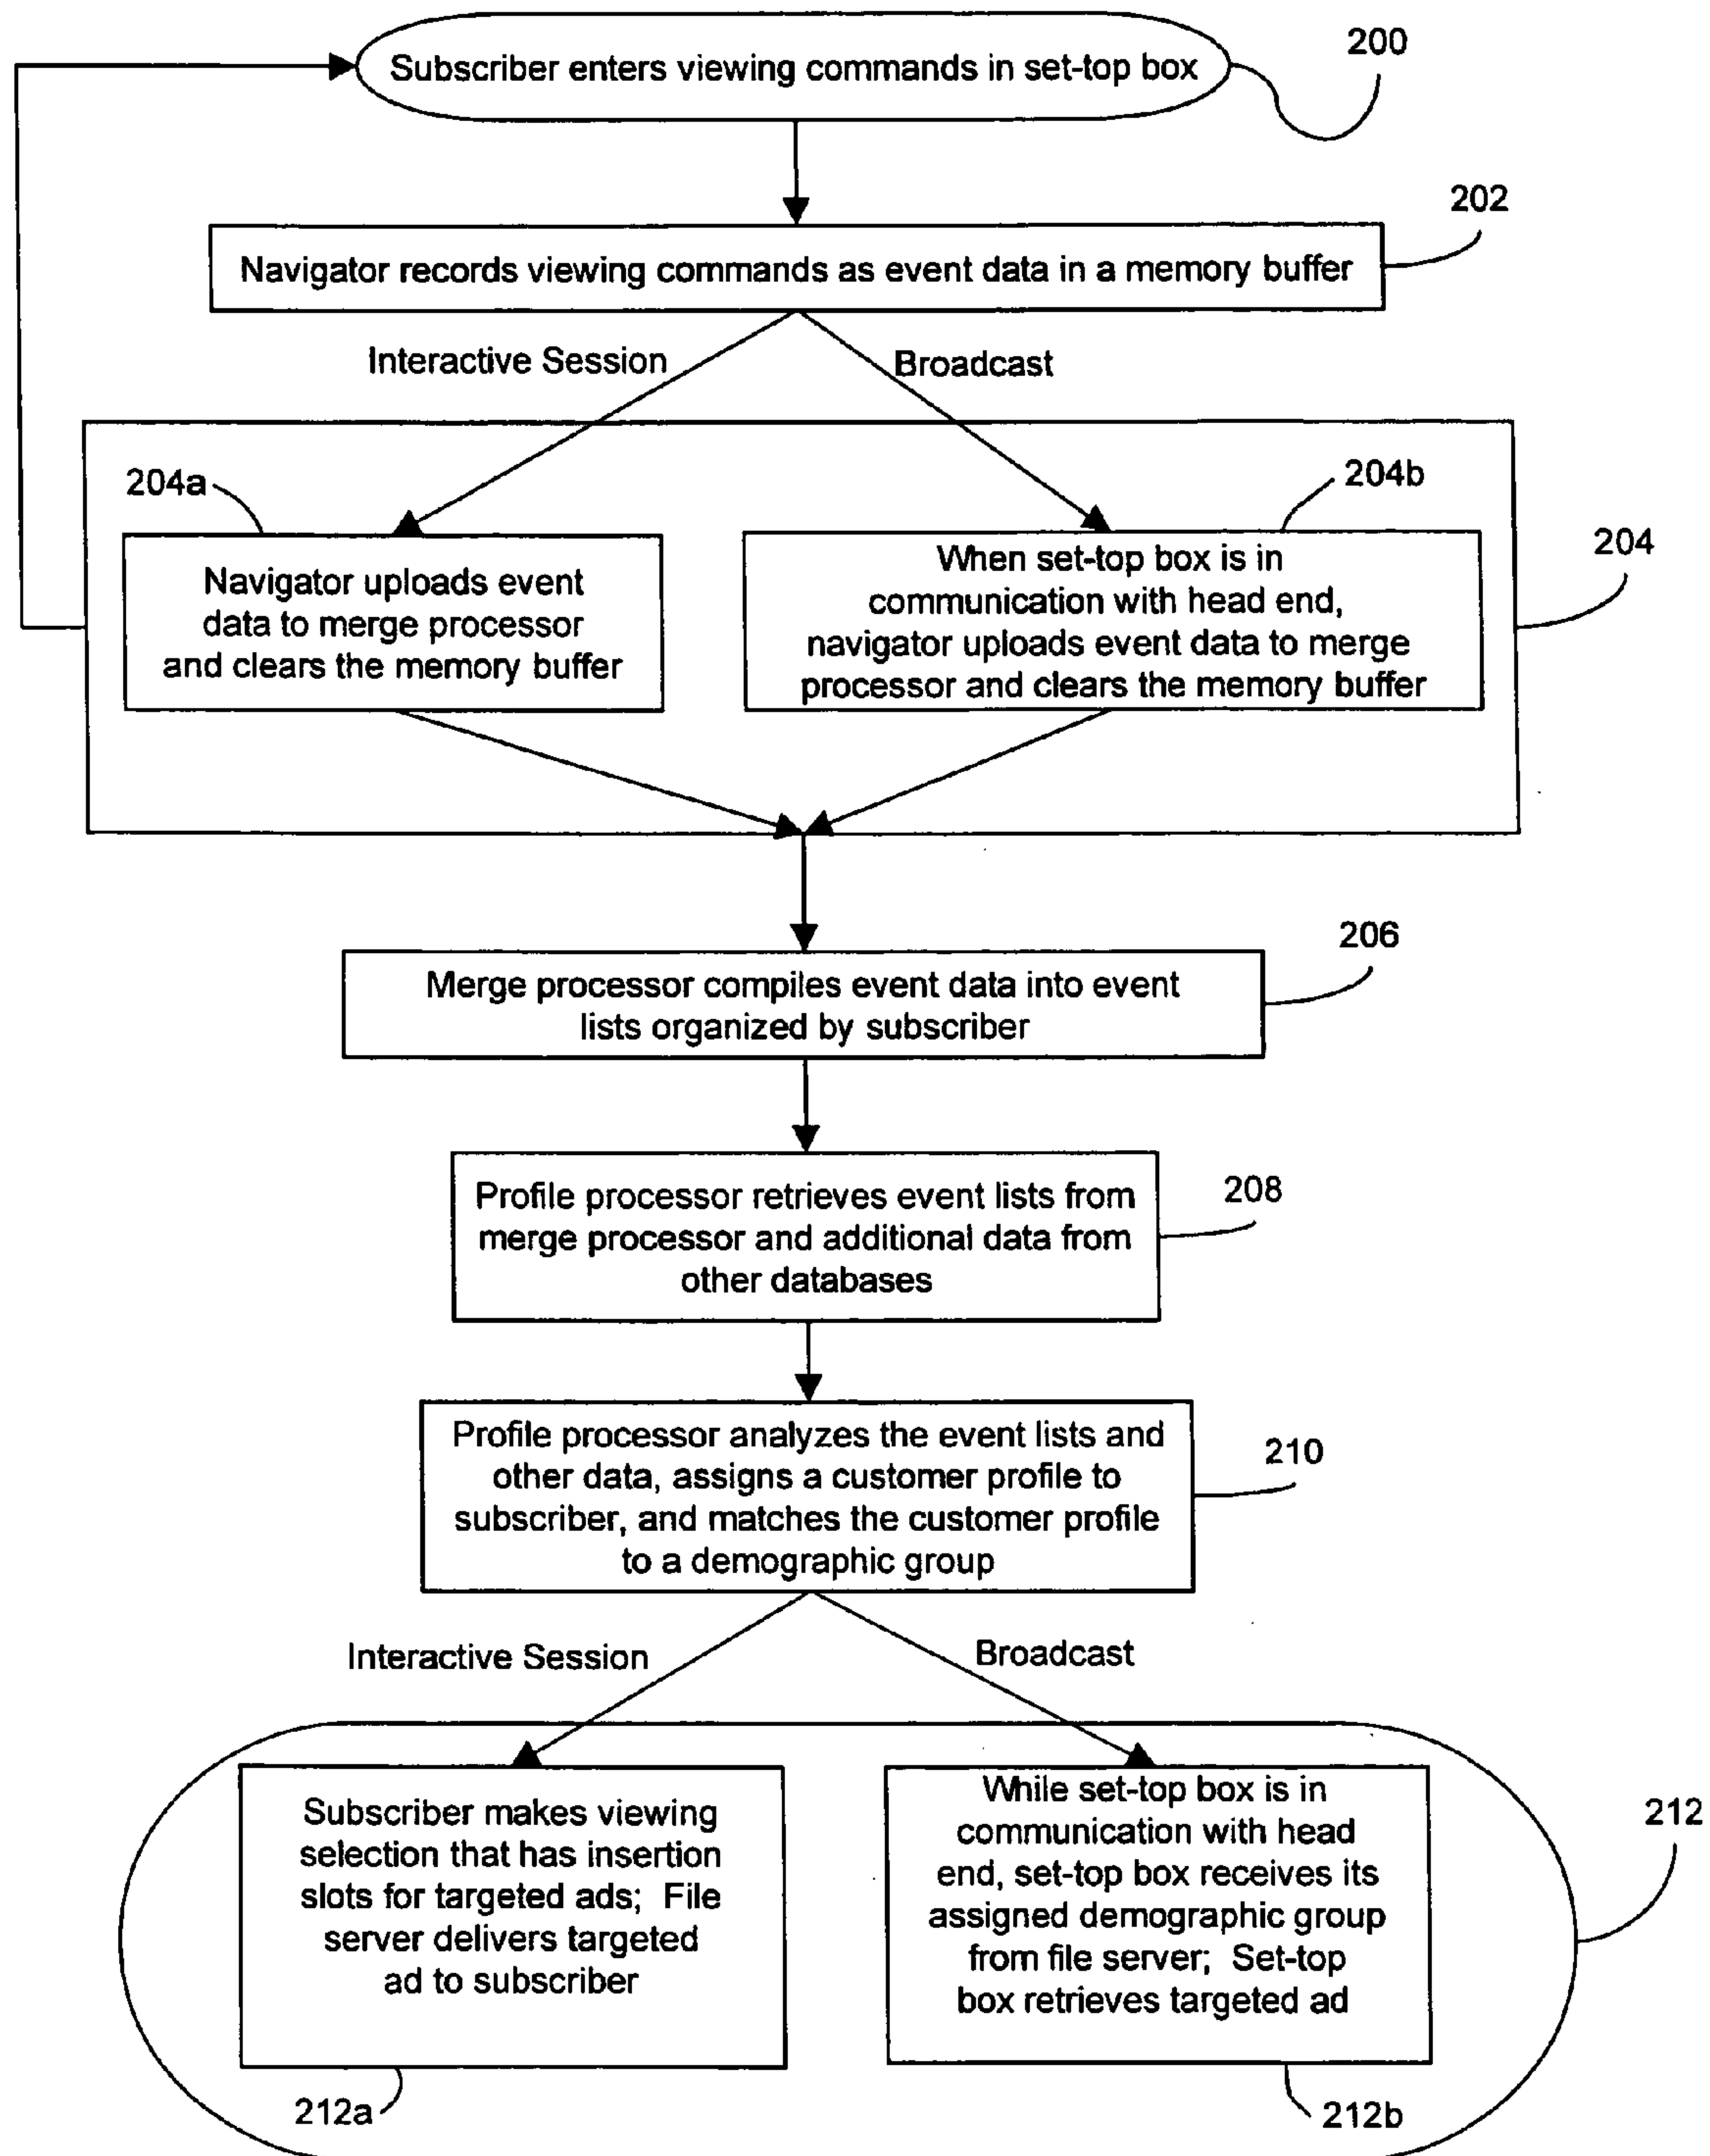 200
Subscriber enters viewing commands in set-top box
202
Navigator records viewing commands as event data in a memory buffer
Interactive Session
Broadcast
204a
204b
204
Navigator uploads event
data to merge processor
and clears the memory buffer
When set-top box is in
communication with head end,
navigator uploads event data to merge
processor and clears the memory buffer
206
Merge processor compiles event data into event
lists organized by subscriber
208
Profile processor retrieves event lists from
merge processor and additional data from
other databases
210
Profile processor analyzes the event lists and
other data, assigns a customer profile to
subscriber, and matches the customer profile
to a demographic group
Interactive Session
Broadcast
212
Subscriber makes viewing
selection that has insertion
slots for targeted ads; File
server delivers targeted
ad to subscriber
While set-top box is in
communication with head
end, set-top box receives its
assigned demographic group
from file server; Set-top
box retrieves targeted ad
212a
212b